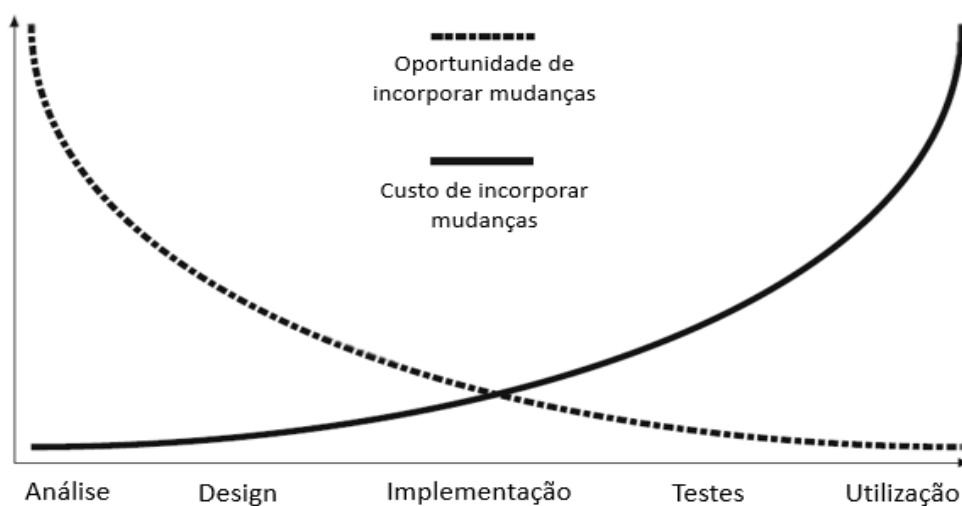 Oportunidade de
incorporar mudanças
Custo de incorporar
mudanças
Análise
Design
Implementação
Testes
Utilização